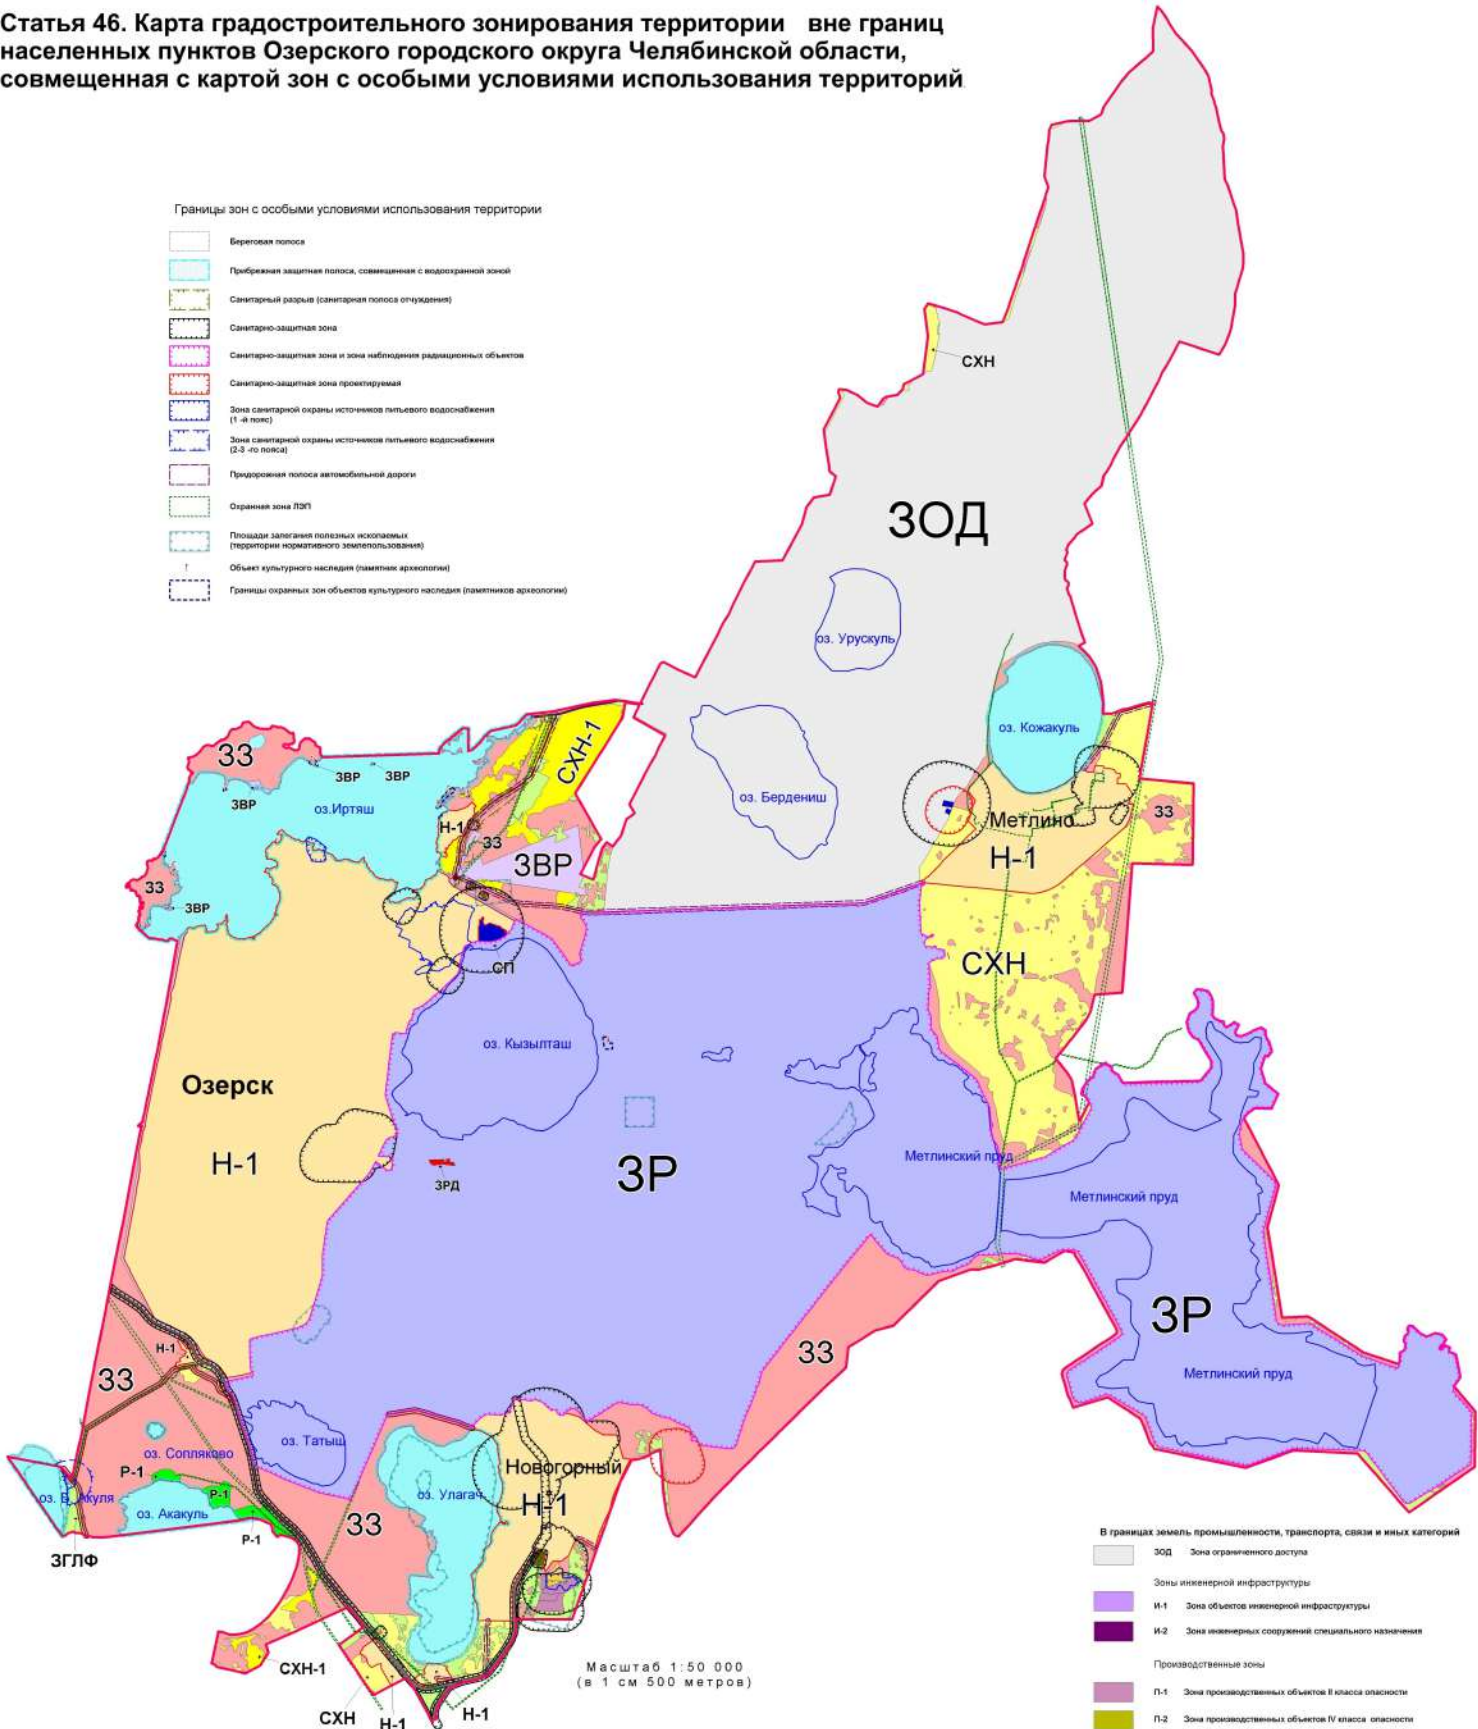 Статья 46. Карта градостроительного зонирования территории вне границ
населенных пунктов Озерского городского округа Челябинской области,
совмещенная с картой зон с особыми условиями использования территорий
Границы зон с особыми условиями использования территории
Береговая полоса
Прибрежная защитная полоса, совмещенная с водоохранной зоной
Санитарный разрыв (санитарная полоса отчуждения)
Санитарно-защитная зона
Санитарно-защитная зона и зона наблюдения радиационных объектов
Санитарно-защитная зона проектируемая
Зона санитарной охраны источников питьевого водоснабжения
(1 -й пояс)
Зона санитарной охраны источников питьевого водоснабжения
(2-3 -го пояса)
Придорожная полоса автомобильной дороги
Охранная зона ЛЭП
Площади залегания полезных ископаемых
(территории нормативного землепользования)
Объект культурного наследия (памятник археологии)
Границы охранных зон объектов культурного наследия (памятников археологии)
СХН
ЗОД
оз. Урускуль
оз. Кожакуль
СХН-1
ЗЗ
ЗВР
ЗВР
ЗВР
оз.Иртяш
оз. Бердениш
Н-1
ЗЗ
ЗВР
Метлино
Н-1
ЗЗ
ЗЗ
ЗВР
СП
СХН
оз. Кызылташ
Озерск
Н-1
ЗРД
ЗР
Метлинский пруд
Метлинский пруд
ЗР
Метлинский пруд
Н-1
ЗЗ
ЗЗ
оз. Татыш
оз. Сопляково
Р-1
Р-1
Р-1
оз. Б. Акуля
оз. Акакуль
ЗГЛФ
ЗЗ
оз. Улагач
Новогорный
Н-1
СХН-1
СХН
Н-1
Н-1
Масштаб 1:50 000
(в 1 см 500 метров)
В границах земель промышленности, транспорта, связи и иных категорий
ЗОД Зона ограниченного доступа
Зоны инженерной инфраструктуры
И-1 Зона объектов инженерной инфраструктуры
И-2 Зона инженерных сооружений специального назначения
Производственные зоны
П-1 Зона производственных объектов II класса опасности
П-2 Зона производственных объектов IV класса опасности